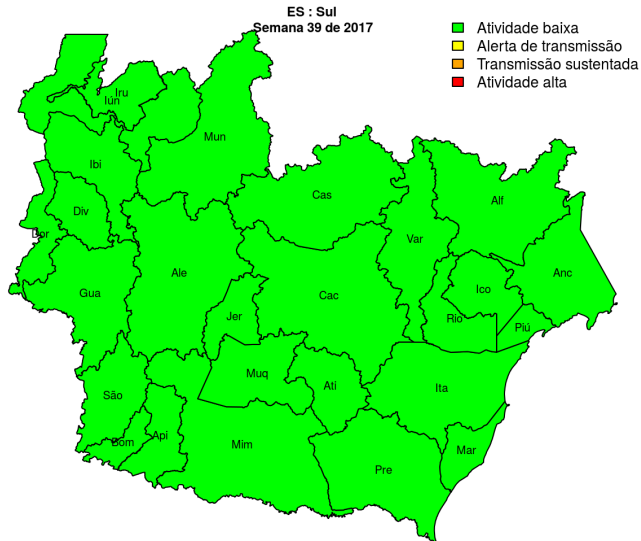 ES : Sul
Semana 39 de 2017
Atividade baixa
Alerta de transmissão
Transmissão sustentada
Atividade alta
Iru
Iún
Mun
Ibi
Cas
Alf
Div
Dor
Var
Ale
Anc
Gua
Cac
Ico
Jer
Rio
Piú
Muq
Ati
Ita
São
Bom
Api
Mim
Mar
Pre